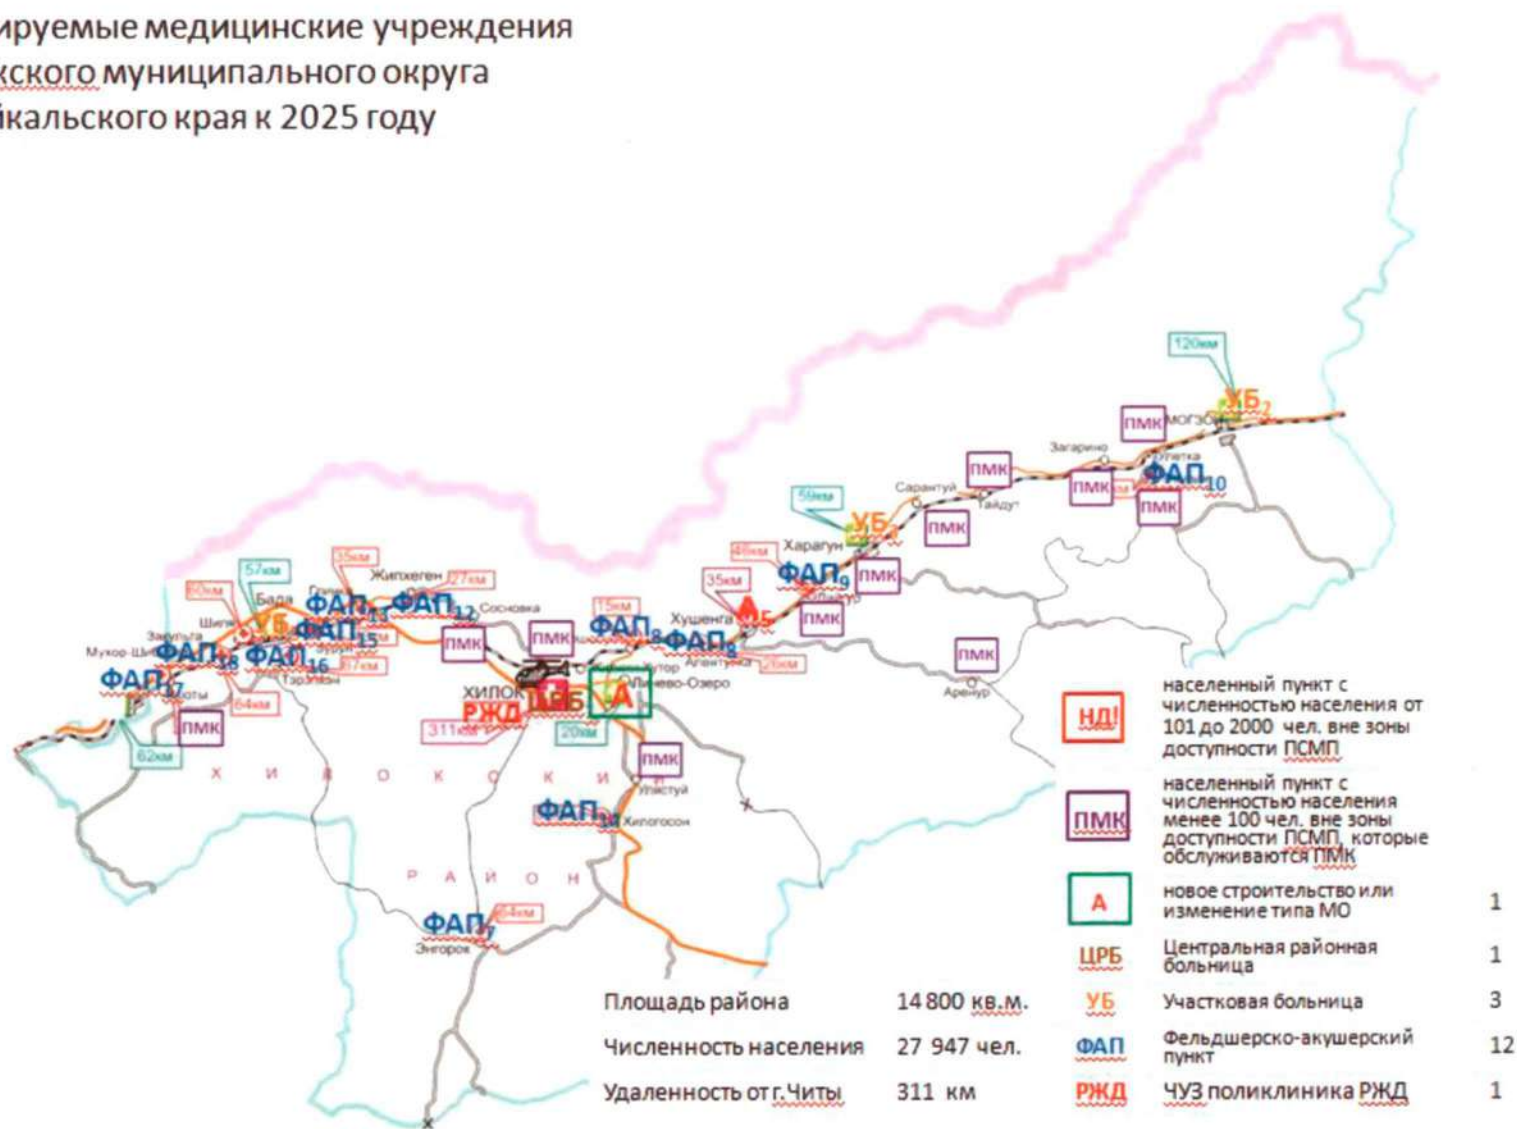 ируемые медицинские учреждения
кского муниципального округа
йкальского края к 2025 году
120км
УБ2
ПМК
МОГЗОН
Загарино
ФАП10
ПМК
ПМК
ПМК
Тайдут
Сарантуй
ПМК
59км
УБ
Харагун
ПМК
46км
ФАП9
ПМК
35км
Хушенга
А
ПМК
Аренур
35км
57км
60км
Бада
УБ
Жипхеген
27км
ФАП13
ФАП12
Сосновка
ФАП15
ПМК
ПМК
15км
ФАП8
ФАП8
26км
ФАП18
ФАП16
67км
ФАП17
64км
ПМК
62км
ХИЛОК
ЦРБ
РЖД
311км
А
Линево-Озеро
20км
ПМК
Улястуй
Х И Л О К С К И Й
ФАП14
Хилогосон
Р А Й О Н
ФАП7
64км
Энгорок
НД!
населенный пункт с
численностью населения от
101 до 2000 чел. вне зоны
доступности ПСМП
ПМК
населенный пункт с
численностью населения
менее 100 чел. вне зоны
доступности ПСМП, которые
обслуживаются ПМК
А
новое строительство или
изменение типа МО
1
ЦРБ
Центральная районная
больница
1
УБ Участковая больница 3
ФАП
Фельдшерско-акушерский
пункт
12
РЖД ЧУЗ поликлиника РЖД 1
Площадь района 14 800 кв.м.
Численность населения 27 947 чел.
Удаленность от г.Читы 311 км